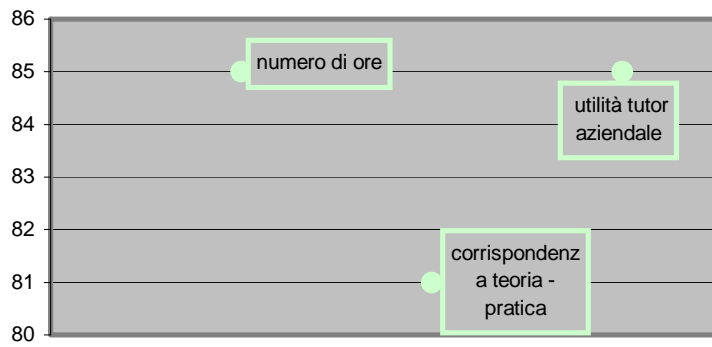 86
85
84
83
82
81
80
numero di ore
utilità tutor
aziendale
corrispondenz
a teoria -
pratica